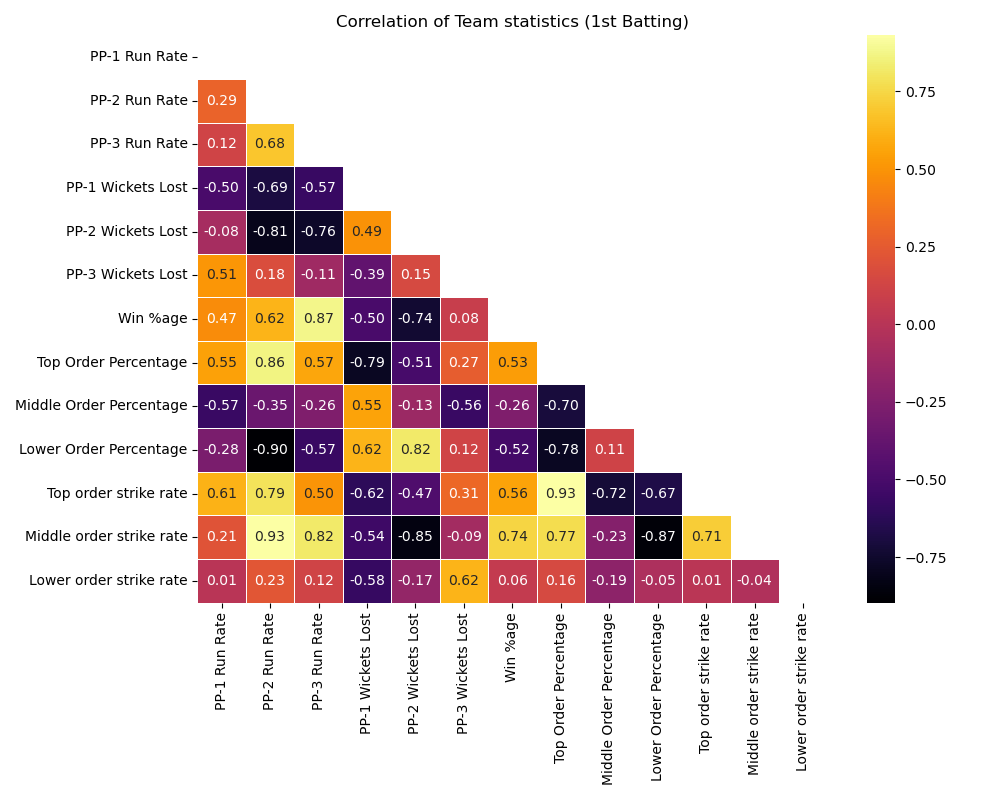 Correlation of Team statistics (1st Batting)
PP-1 Run Rate
PP-2 Run Rate 0.29
PP-3 Run Rate 0.12 0.68
PP-1 Wickets Lost -0.50 -0.69 -0.57
PP-2 Wickets Lost -0.08 -0.81 -0.76 0.49
PP-3 Wickets Lost 0.51 0.18 -0.11 -0.39 0.15
Win %age 0.47 0.62 0.87 -0.50 -0.74 0.08
Top Order Percentage 0.55 0.86 0.57 -0.79 -0.51 0.27 0.53
Middle Order Percentage -0.57 -0.35 -0.26 0.55 -0.13 -0.56 -0.26 -0.70
Lower Order Percentage -0.28 -0.90 -0.57 0.62 0.82 0.12 -0.52 -0.78 0.11
Top order strike rate 0.61 0.79 0.50 -0.62 -0.47 0.31 0.56 0.93 -0.72 -0.67
Middle order strike rate 0.21 0.93 0.82 -0.54 -0.85 -0.09 0.74 0.77 -0.23 -0.87 0.71
Lower order strike rate 0.01 0.23 0.12 -0.58 -0.17 0.62 0.06 0.16 -0.19 -0.05 0.01 -0.04
PP-1 Run Rate
PP-2 Run Rate
PP-3 Run Rate
PP-1 Wickets Lost
PP-2 Wickets Lost
PP-3 Wickets Lost
Win %age
Top Order Percentage
Middle Order Percentage
Lower Order Percentage
Top order strike rate
Middle order strike rate
Lower order strike rate
0.75
0.50
0.25
0.00
−0.25
−0.50
−0.75